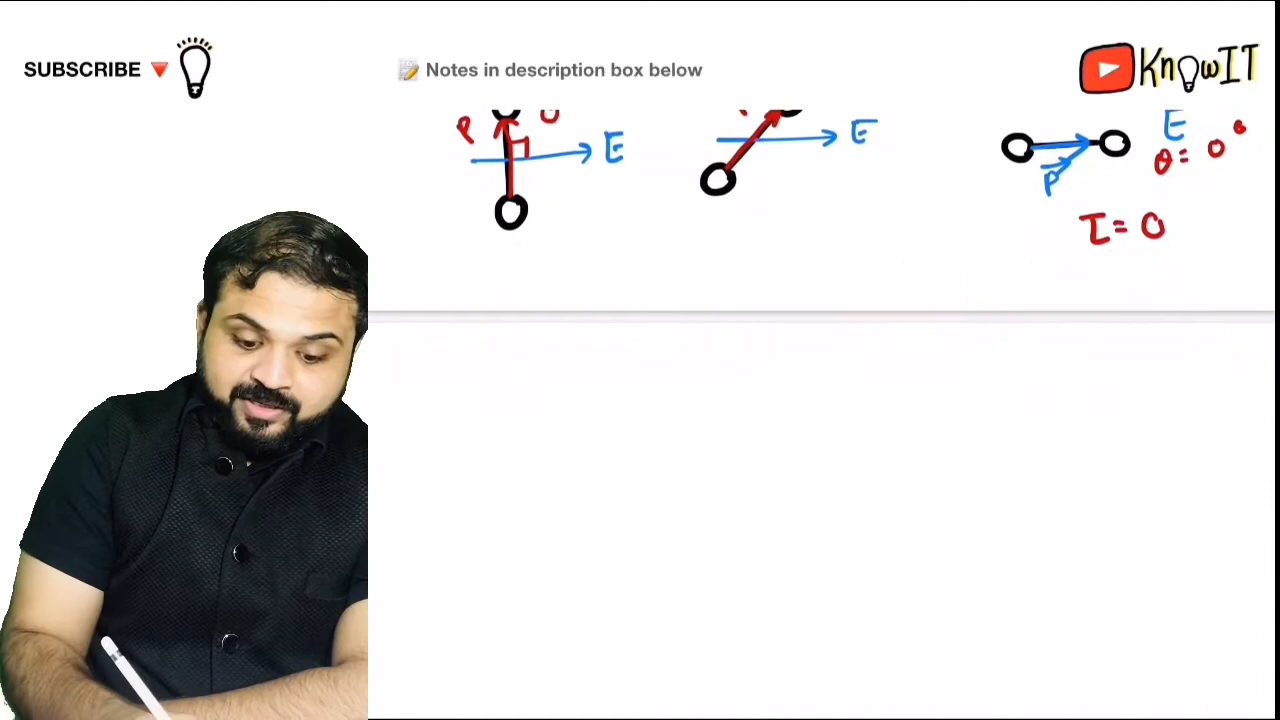 SUBSCRIBE
Notes in description box below
KnowIT
P
E
E
E
θ = 0°
P
τ = 0